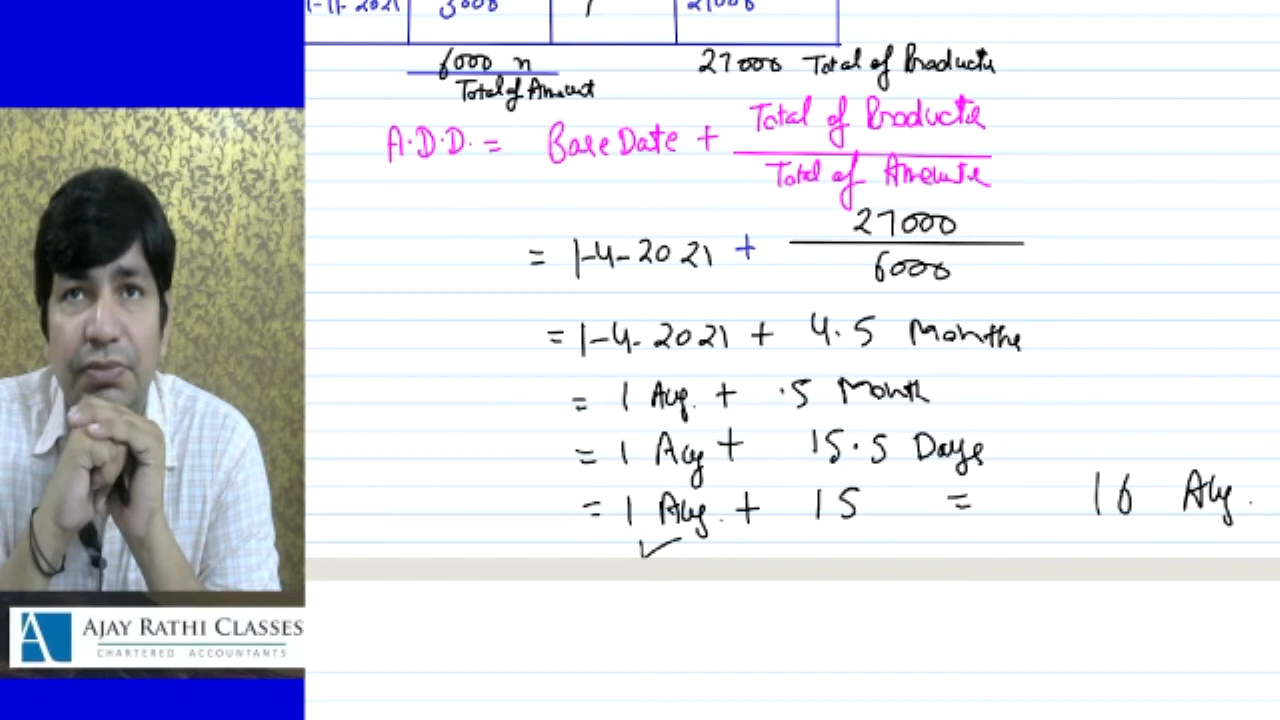 1-11-2021 3000 7 21000
6000 27000 Total of Products
Total of Amount
A.D.D. = Base Date + Total of Products
Total of Amounts
= 1-4-2021 + 27000
6000
= 1-4-2021 + 4.5 Months
= 1 Aug. + .5 Month
= 1 Aug + 15.5 Days
= 1 Aug. + 15 = 16 Aug.
AJAY RATHI CLASSES
CHARTERED ACCOUNTANTS